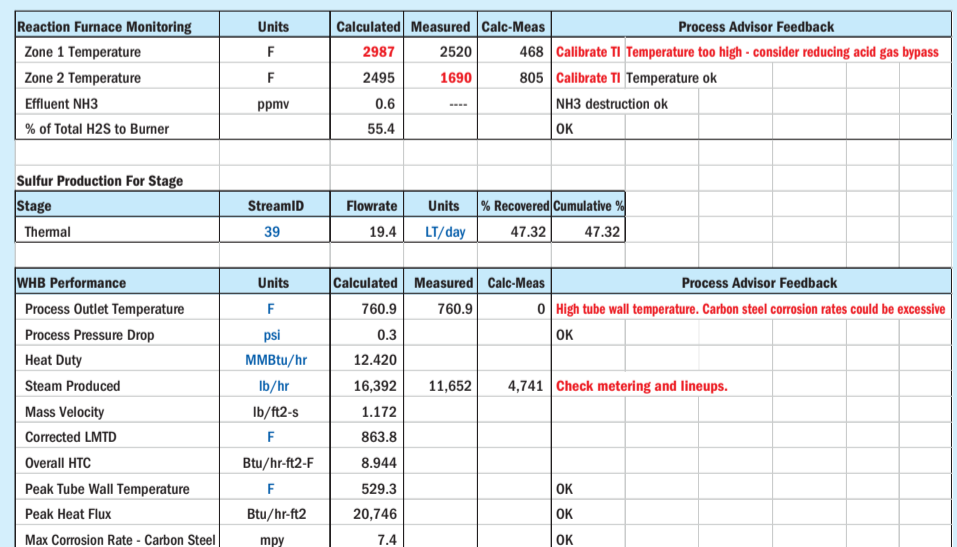 Reaction Furnace Monitoring Units Calculated Measured Calc-Meas Process Advisor Feedback
Zone 1 Temperature F 2987 2520 468 Calibrate TI Temperature too high - consider reducing acid gas bypass
Zone 2 Temperature F 2495 1690 805 Calibrate TI Temperature ok
Effluent NH3 ppmv 0.6 ---- NH3 destruction ok
% of Total H2S to Burner 55.4 OK
Sulfur Production For Stage
Stage StreamID Flowrate Units % Recovered Cumulative %
Thermal 39 19.4 LT/day 47.32 47.32
WHB Performance Units Calculated Measured Calc-Meas Process Advisor Feedback
Process Outlet Temperature F 760.9 760.9 0 High tube wall temperature. Carbon steel corrosion rates could be excessive
Process Pressure Drop psi 0.3 OK
Heat Duty MMBtu/hr 12.420
Steam Produced lb/hr 16,392 11,652 4,741 Check metering and lineups.
Mass Velocity lb/ft2-s 1.172
Corrected LMTD F 863.8
Overall HTC Btu/hr-ft2-F 8.944
Peak Tube Wall Temperature F 529.3 OK
Peak Heat Flux Btu/hr-ft2 20,746 OK
Max Corrosion Rate - Carbon Steel mpy 7.4 OK